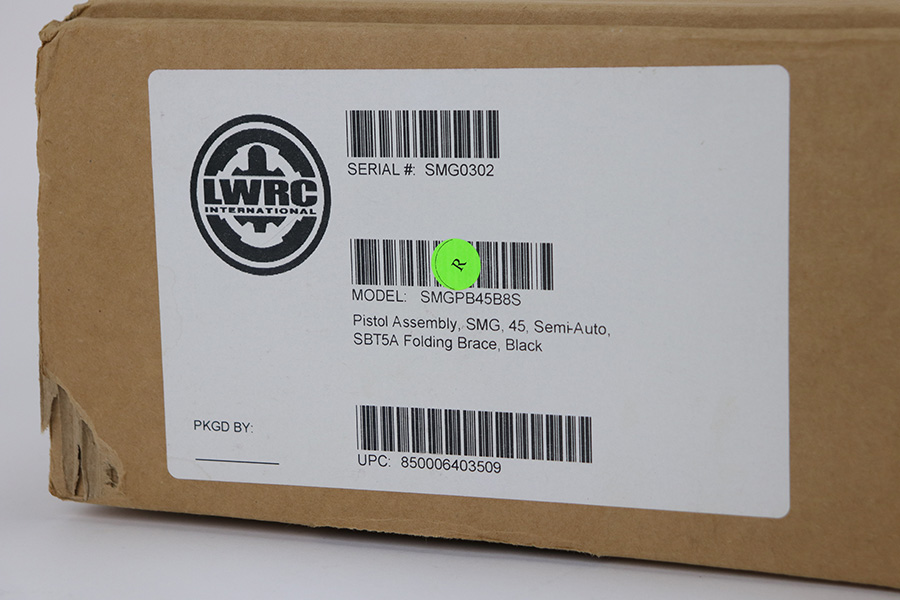 LWRC
INTERNATIONAL
SERIAL #: SMG0302
R
MODEL: SMGPB45B8S
Pistol Assembly, SMG, 45, Semi-Auto,
SBT5A Folding Brace, Black
PKGD BY:
UPC: 850006403509